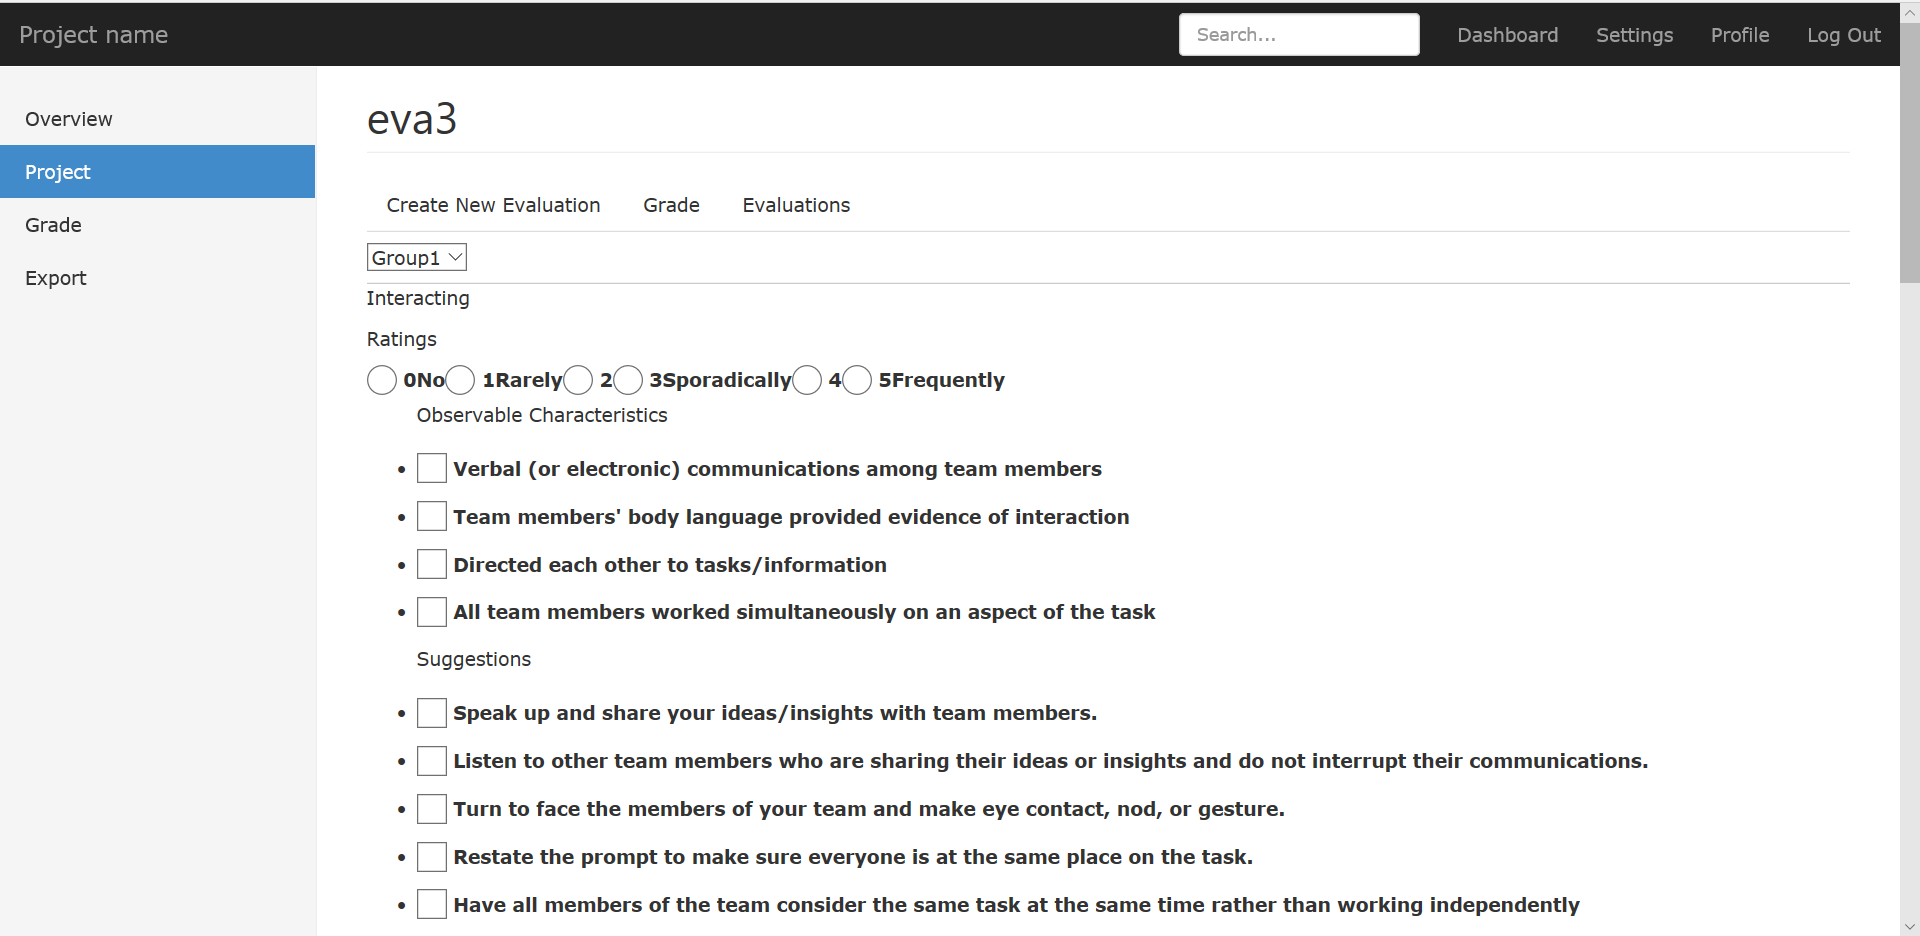 Project name
Search...
Dashboard
Settings
Profile
Log Out
Overview
Project
Grade
Export
eva3
Create New Evaluation
Grade
Evaluations
Group1
Interacting
Ratings
0No 1Rarely 2 3Sporadically 4 5Frequently
Observable Characteristics
Verbal (or electronic) communications among team members
Team members' body language provided evidence of interaction
Directed each other to tasks/information
All team members worked simultaneously on an aspect of the task
Suggestions
Speak up and share your ideas/insights with team members.
Listen to other team members who are sharing their ideas or insights and do not interrupt their communications.
Turn to face the members of your team and make eye contact, nod, or gesture.
Restate the prompt to make sure everyone is at the same place on the task.
Have all members of the team consider the same task at the same time rather than working independently